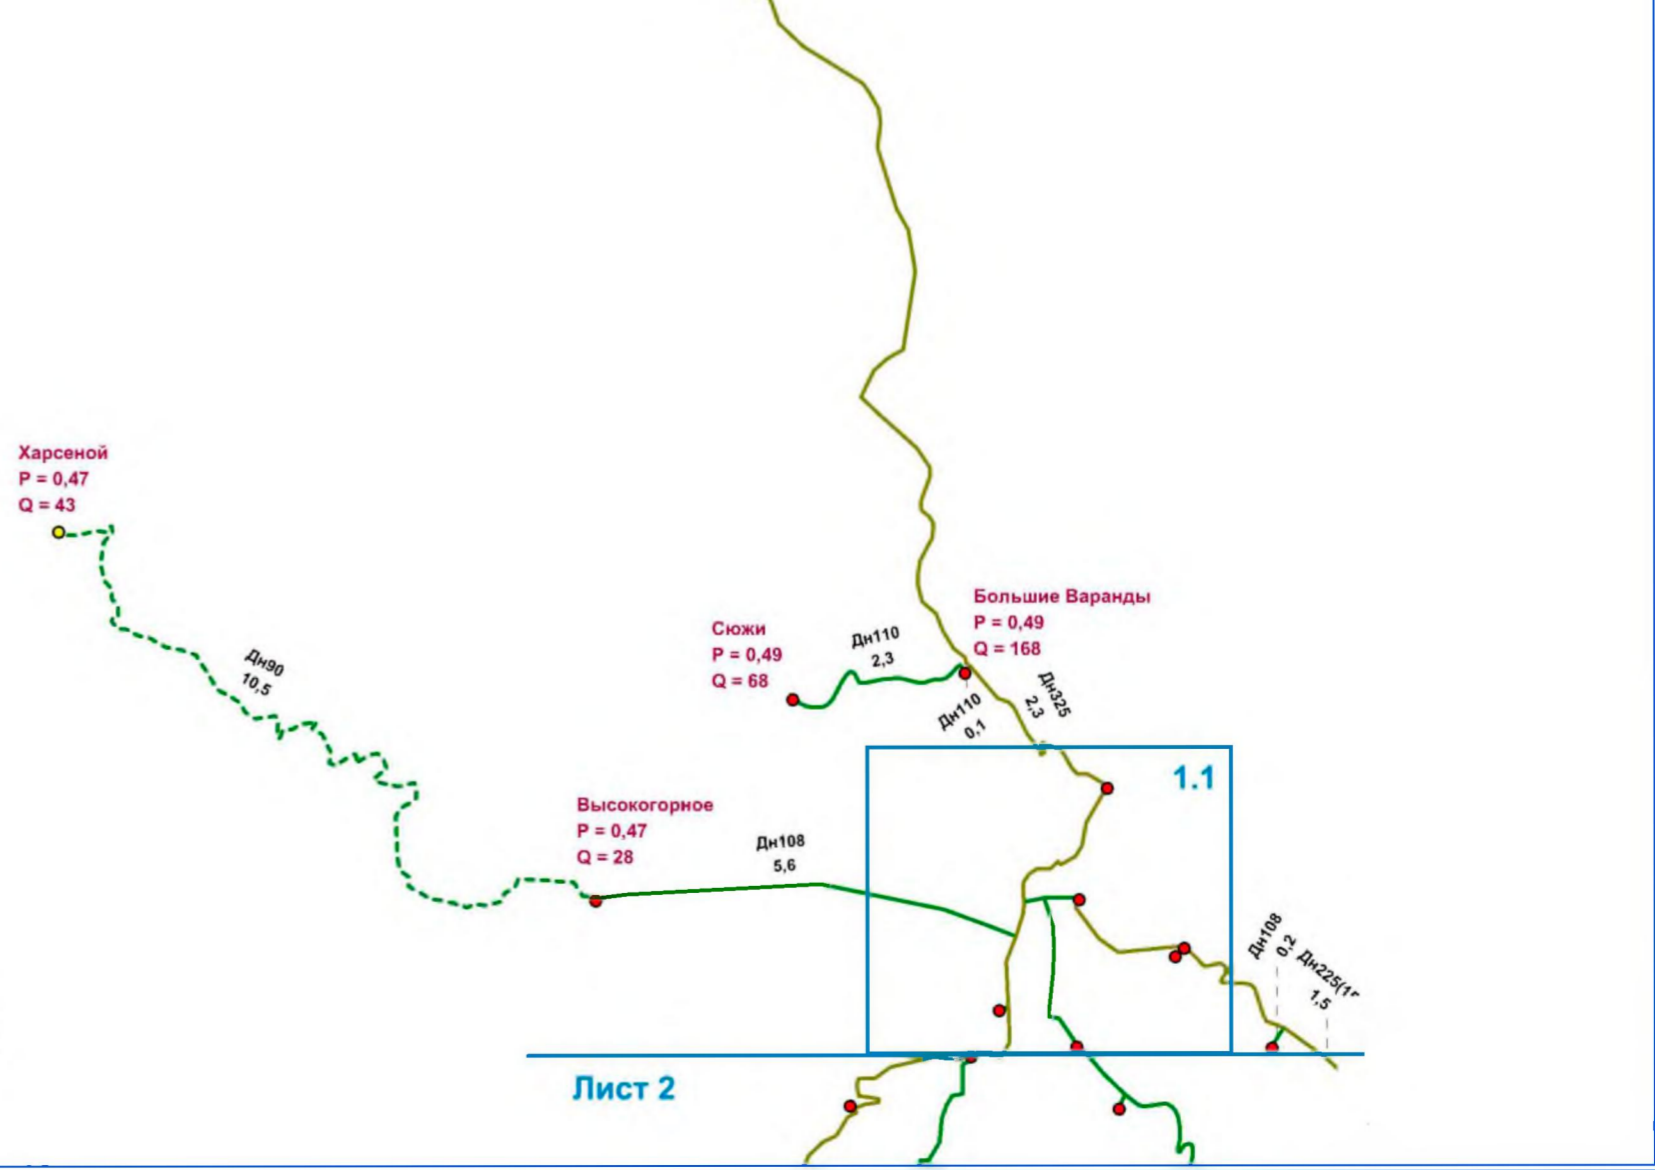 Харсеной
P = 0,47
Q = 43
Дн90
10,5
Сюжи
P = 0,49
Q = 68
Дн110
2,3
Большие Варанды
P = 0,49
Q = 168
Дн110
0,1
Дн325
2,3
1.1
Высокогорное
P = 0,47
Q = 28
Дн108
5,6
Дн108
0,2
1,5
Лист 2